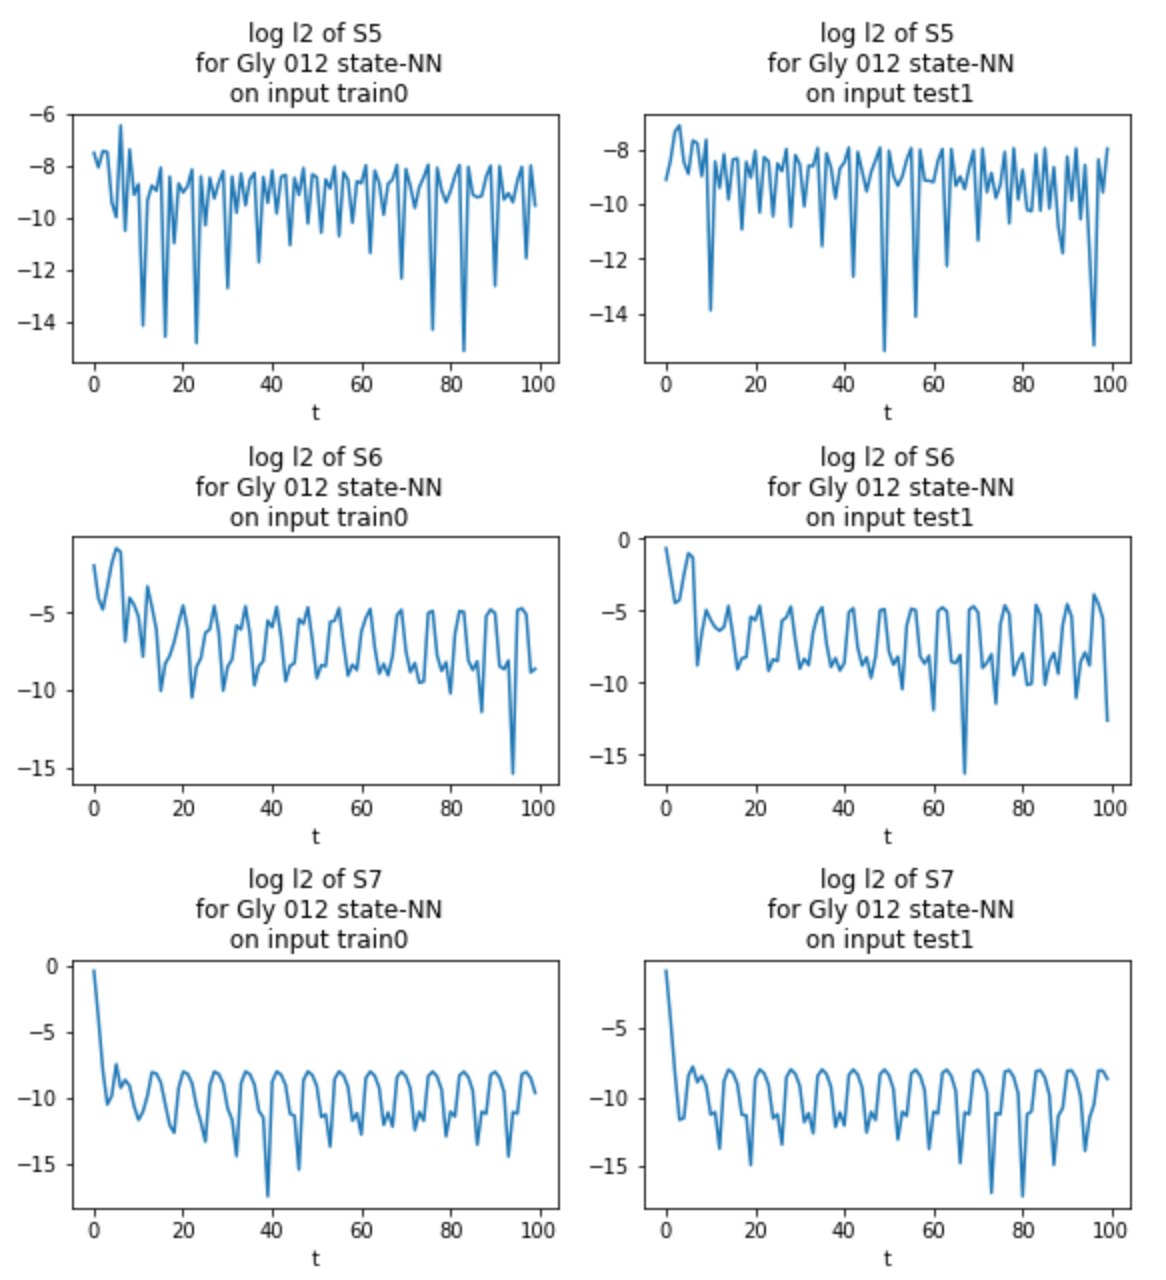 log l2 of S5
for Gly 012 state-NN
on input train0
−6
−8
−10
−12
−14
0 20 40 60 80 100
t
log l2 of S5
for Gly 012 state-NN
on input test1
−8
−10
−12
−14
0 20 40 60 80 100
t
log l2 of S6
for Gly 012 state-NN
on input train0
−5
−10
−15
0 20 40 60 80 100
t
log l2 of S6
for Gly 012 state-NN
on input test1
0
−5
−10
−15
0 20 40 60 80 100
t
log l2 of S7
for Gly 012 state-NN
on input train0
0
−5
−10
−15
0 20 40 60 80 100
t
log l2 of S7
for Gly 012 state-NN
on input test1
−5
−10
−15
0 20 40 60 80 100
t